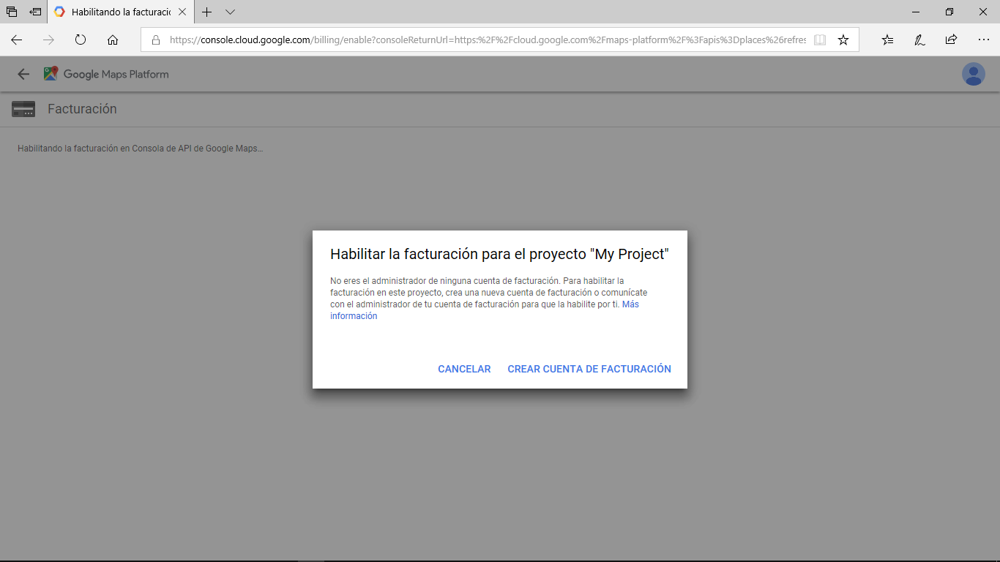 Habilitando la facturació
https://console.cloud.google.com/billing/enable?consoleReturnUrl=https:%2F%2Fcloud.google.com%2Fmaps-platform%2F%3Fapis%3Dplaces%26refres
Google Maps Platform
Facturación
Habilitando la facturación en Consola de API de Google Maps...
Habilitar la facturación para el proyecto "My Project"
No eres el administrador de ninguna cuenta de facturación. Para habilitar la
facturación en este proyecto, crea una nueva cuenta de facturación o comunícate
con el administrador de tu cuenta de facturación para que la habilite por ti. Más
información
CANCELAR CREAR CUENTA DE FACTURACIÓN